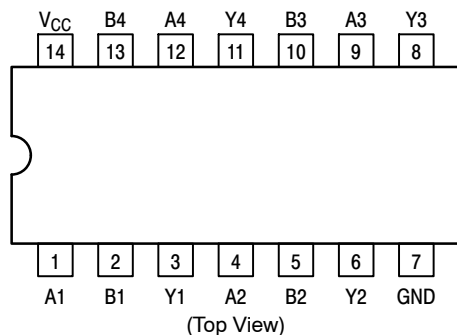 VCC B4 A4 Y4 B3 A3 Y3
14 13 12 11 10 9 8
1 2 3 4 5 6 7
A1 B1 Y1 A2 B2 Y2 GND
(Top View)